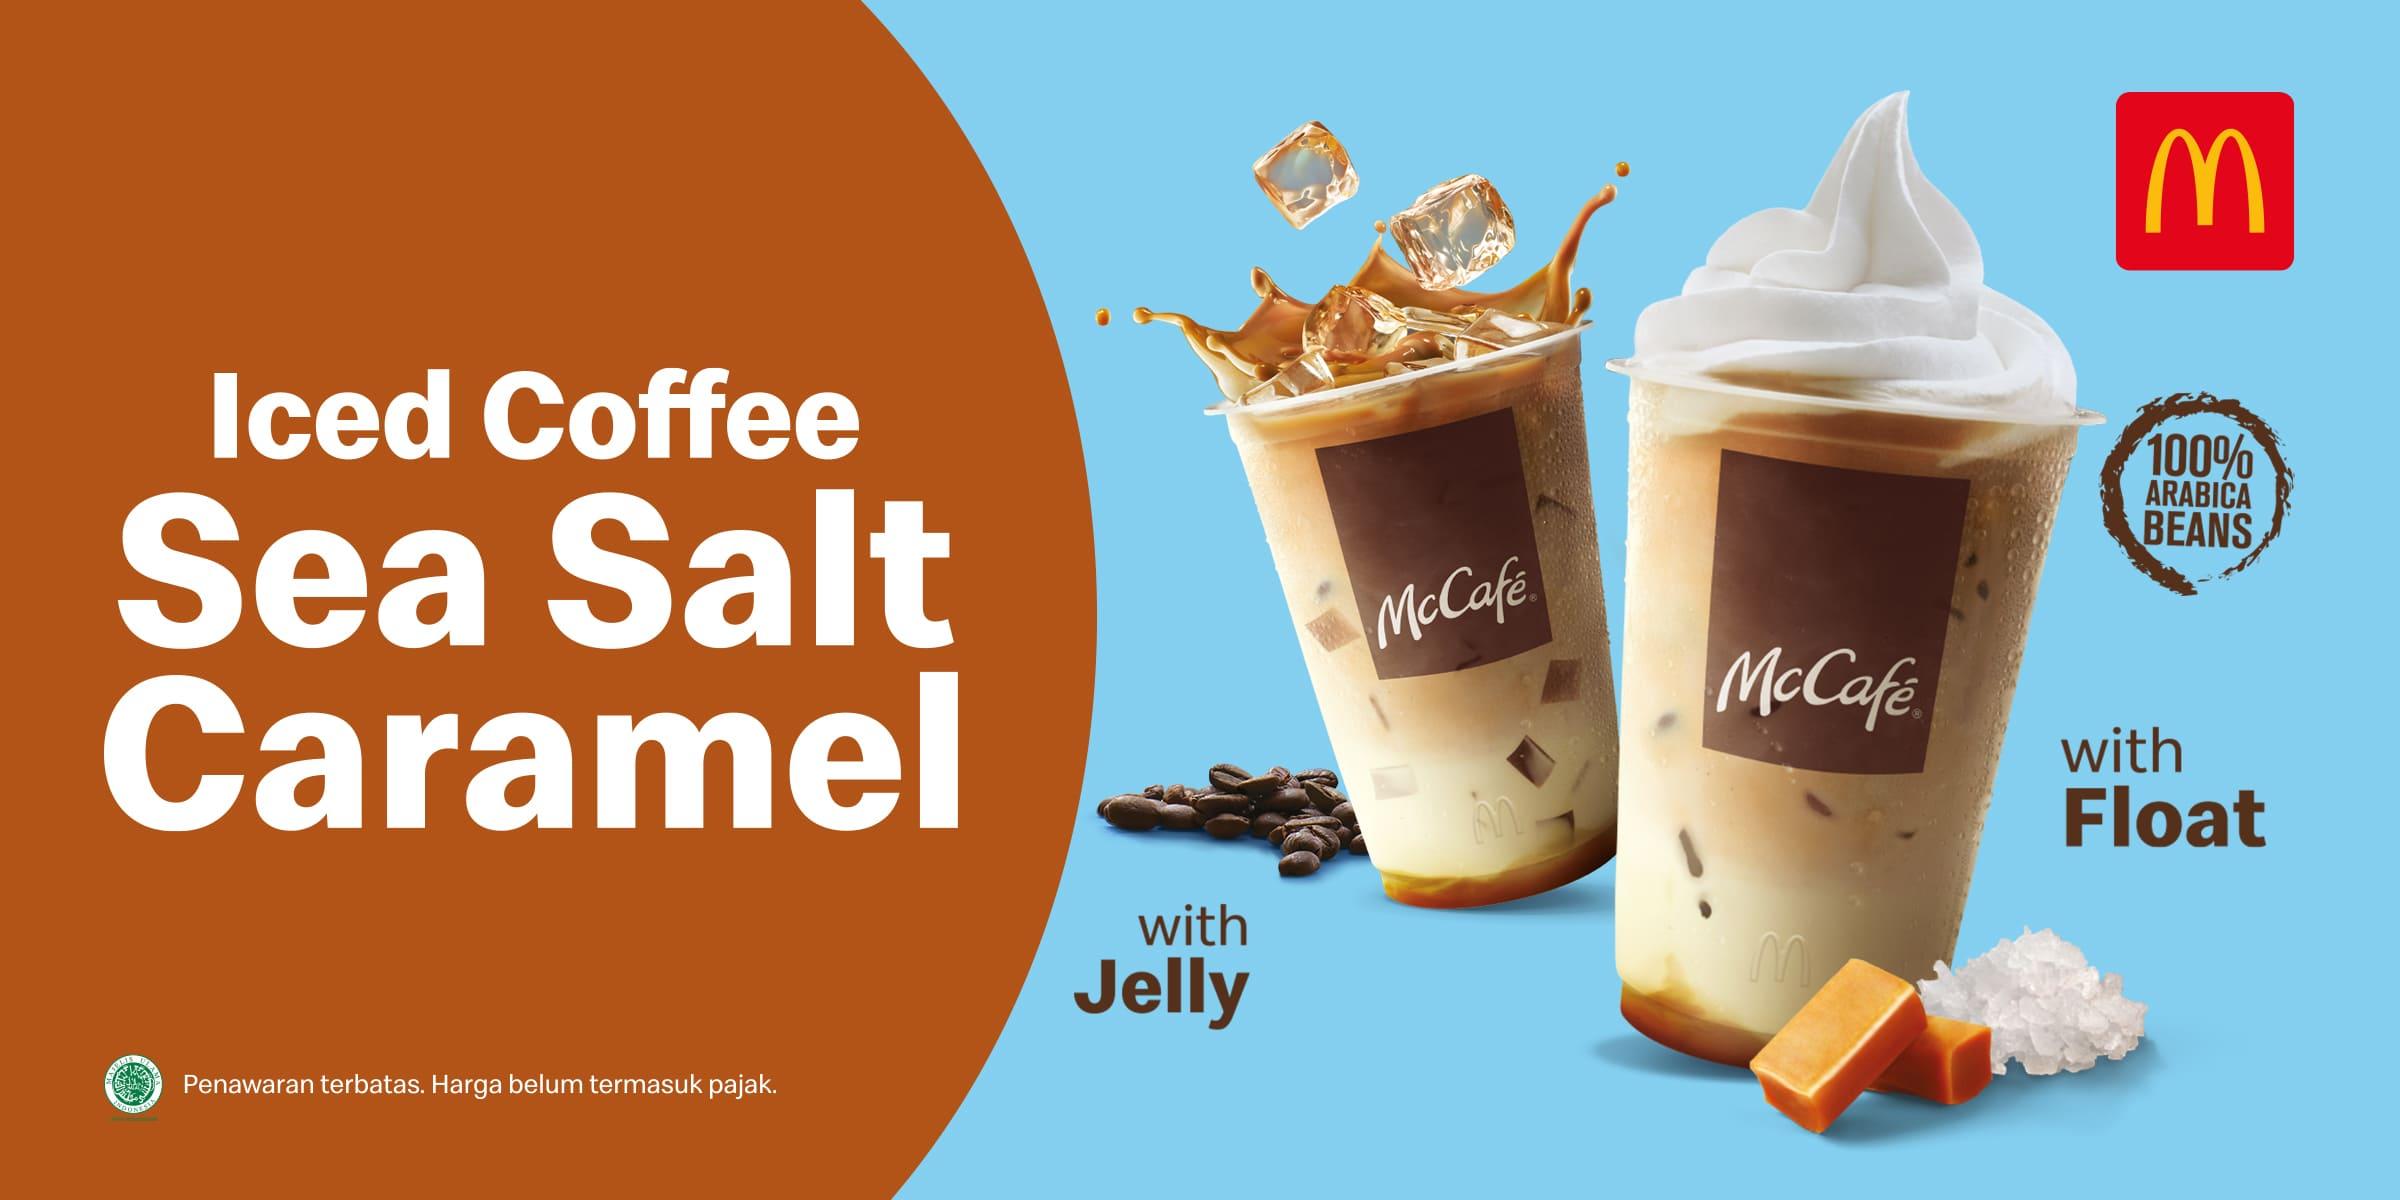 Iced Coffee
Sea Salt
Caramel
Penawaran terbatas. Harga belum termasuk pajak.
McCafé®
McCafé®
100%
ARABICA
BEANS
with
Float
with
Jelly